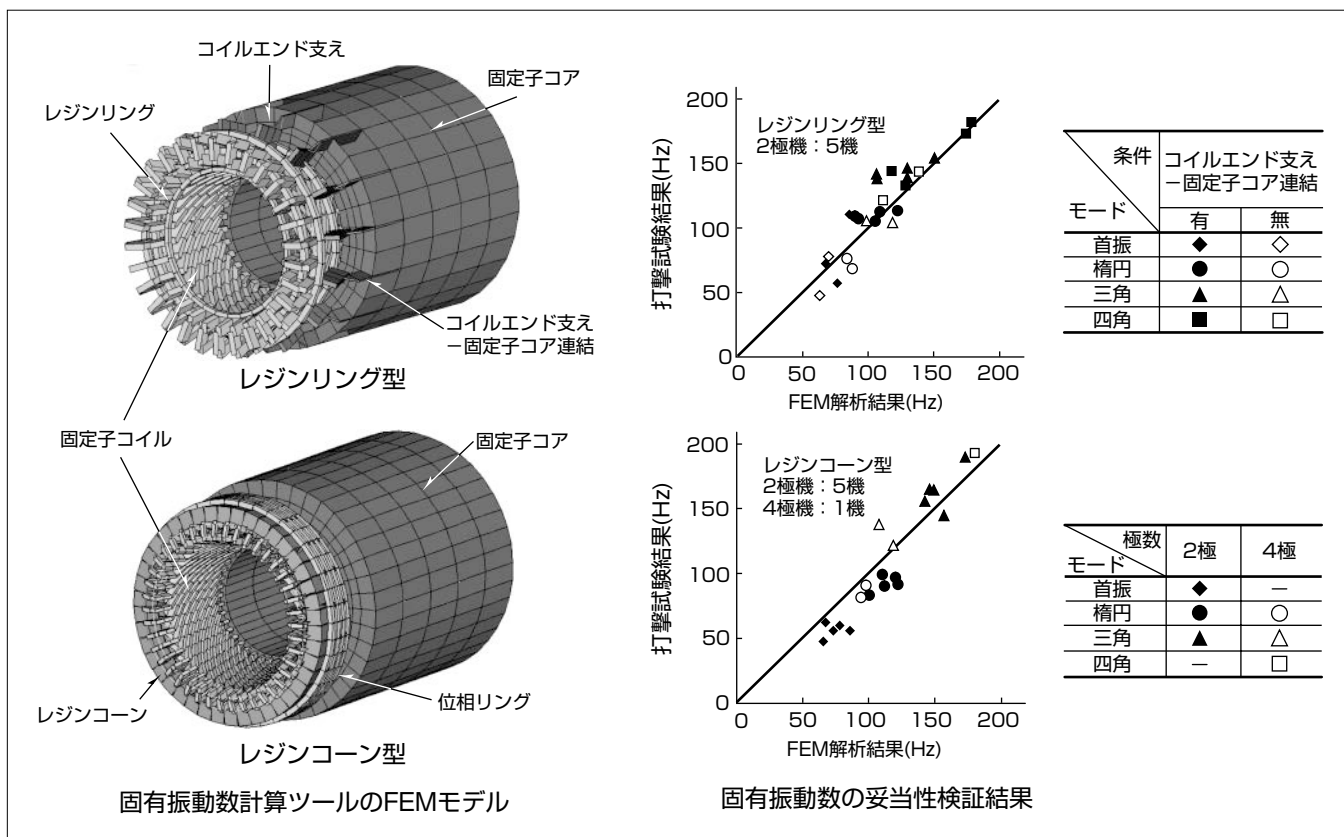 コイルエンド支え
固定子コア
レジンリング
コイルエンド支え
－固定子コア連結
レジンリング型
固定子コイル
固定子コア
位相リング
レジンコーン
レジンコーン型
固有振動数計算ツールのFEMモデル
200
150
100
50
0
打撃試験結果(Hz)
レジンリング型
2極機：5機
0 50 100 150 200
FEM解析結果(Hz)
条件
モード
コイルエンド支え
－固定子コア連結
有 無
首振 ◆ ◇
楕円 ● ○
三角 ▲ △
四角 ■ □
200
150
100
50
0
打撃試験結果(Hz)
レジンコーン型
2極機：5機
4極機：1機
0 50 100 150 200
FEM解析結果(Hz)
極数
モード
2極 4極
首振 ◆ －
楕円 ● ○
三角 ▲ △
四角 － □
固有振動数の妥当性検証結果